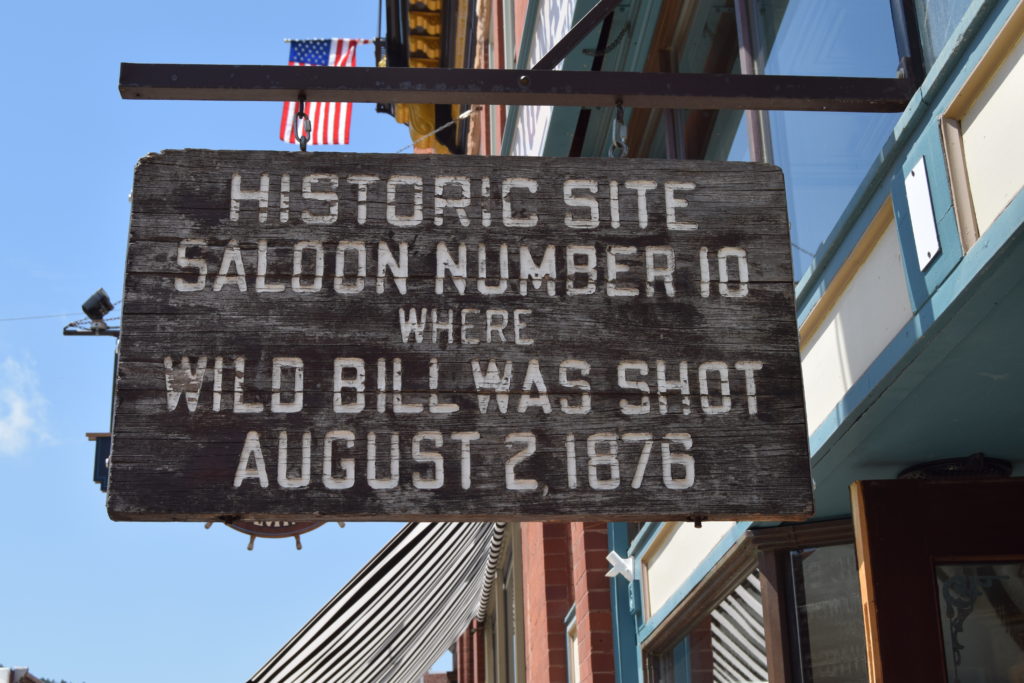 HISTORIC SITE
SALOON NUMBER 10
WHERE
WILD BILL WAS SHOT
AUGUST 2, 1876